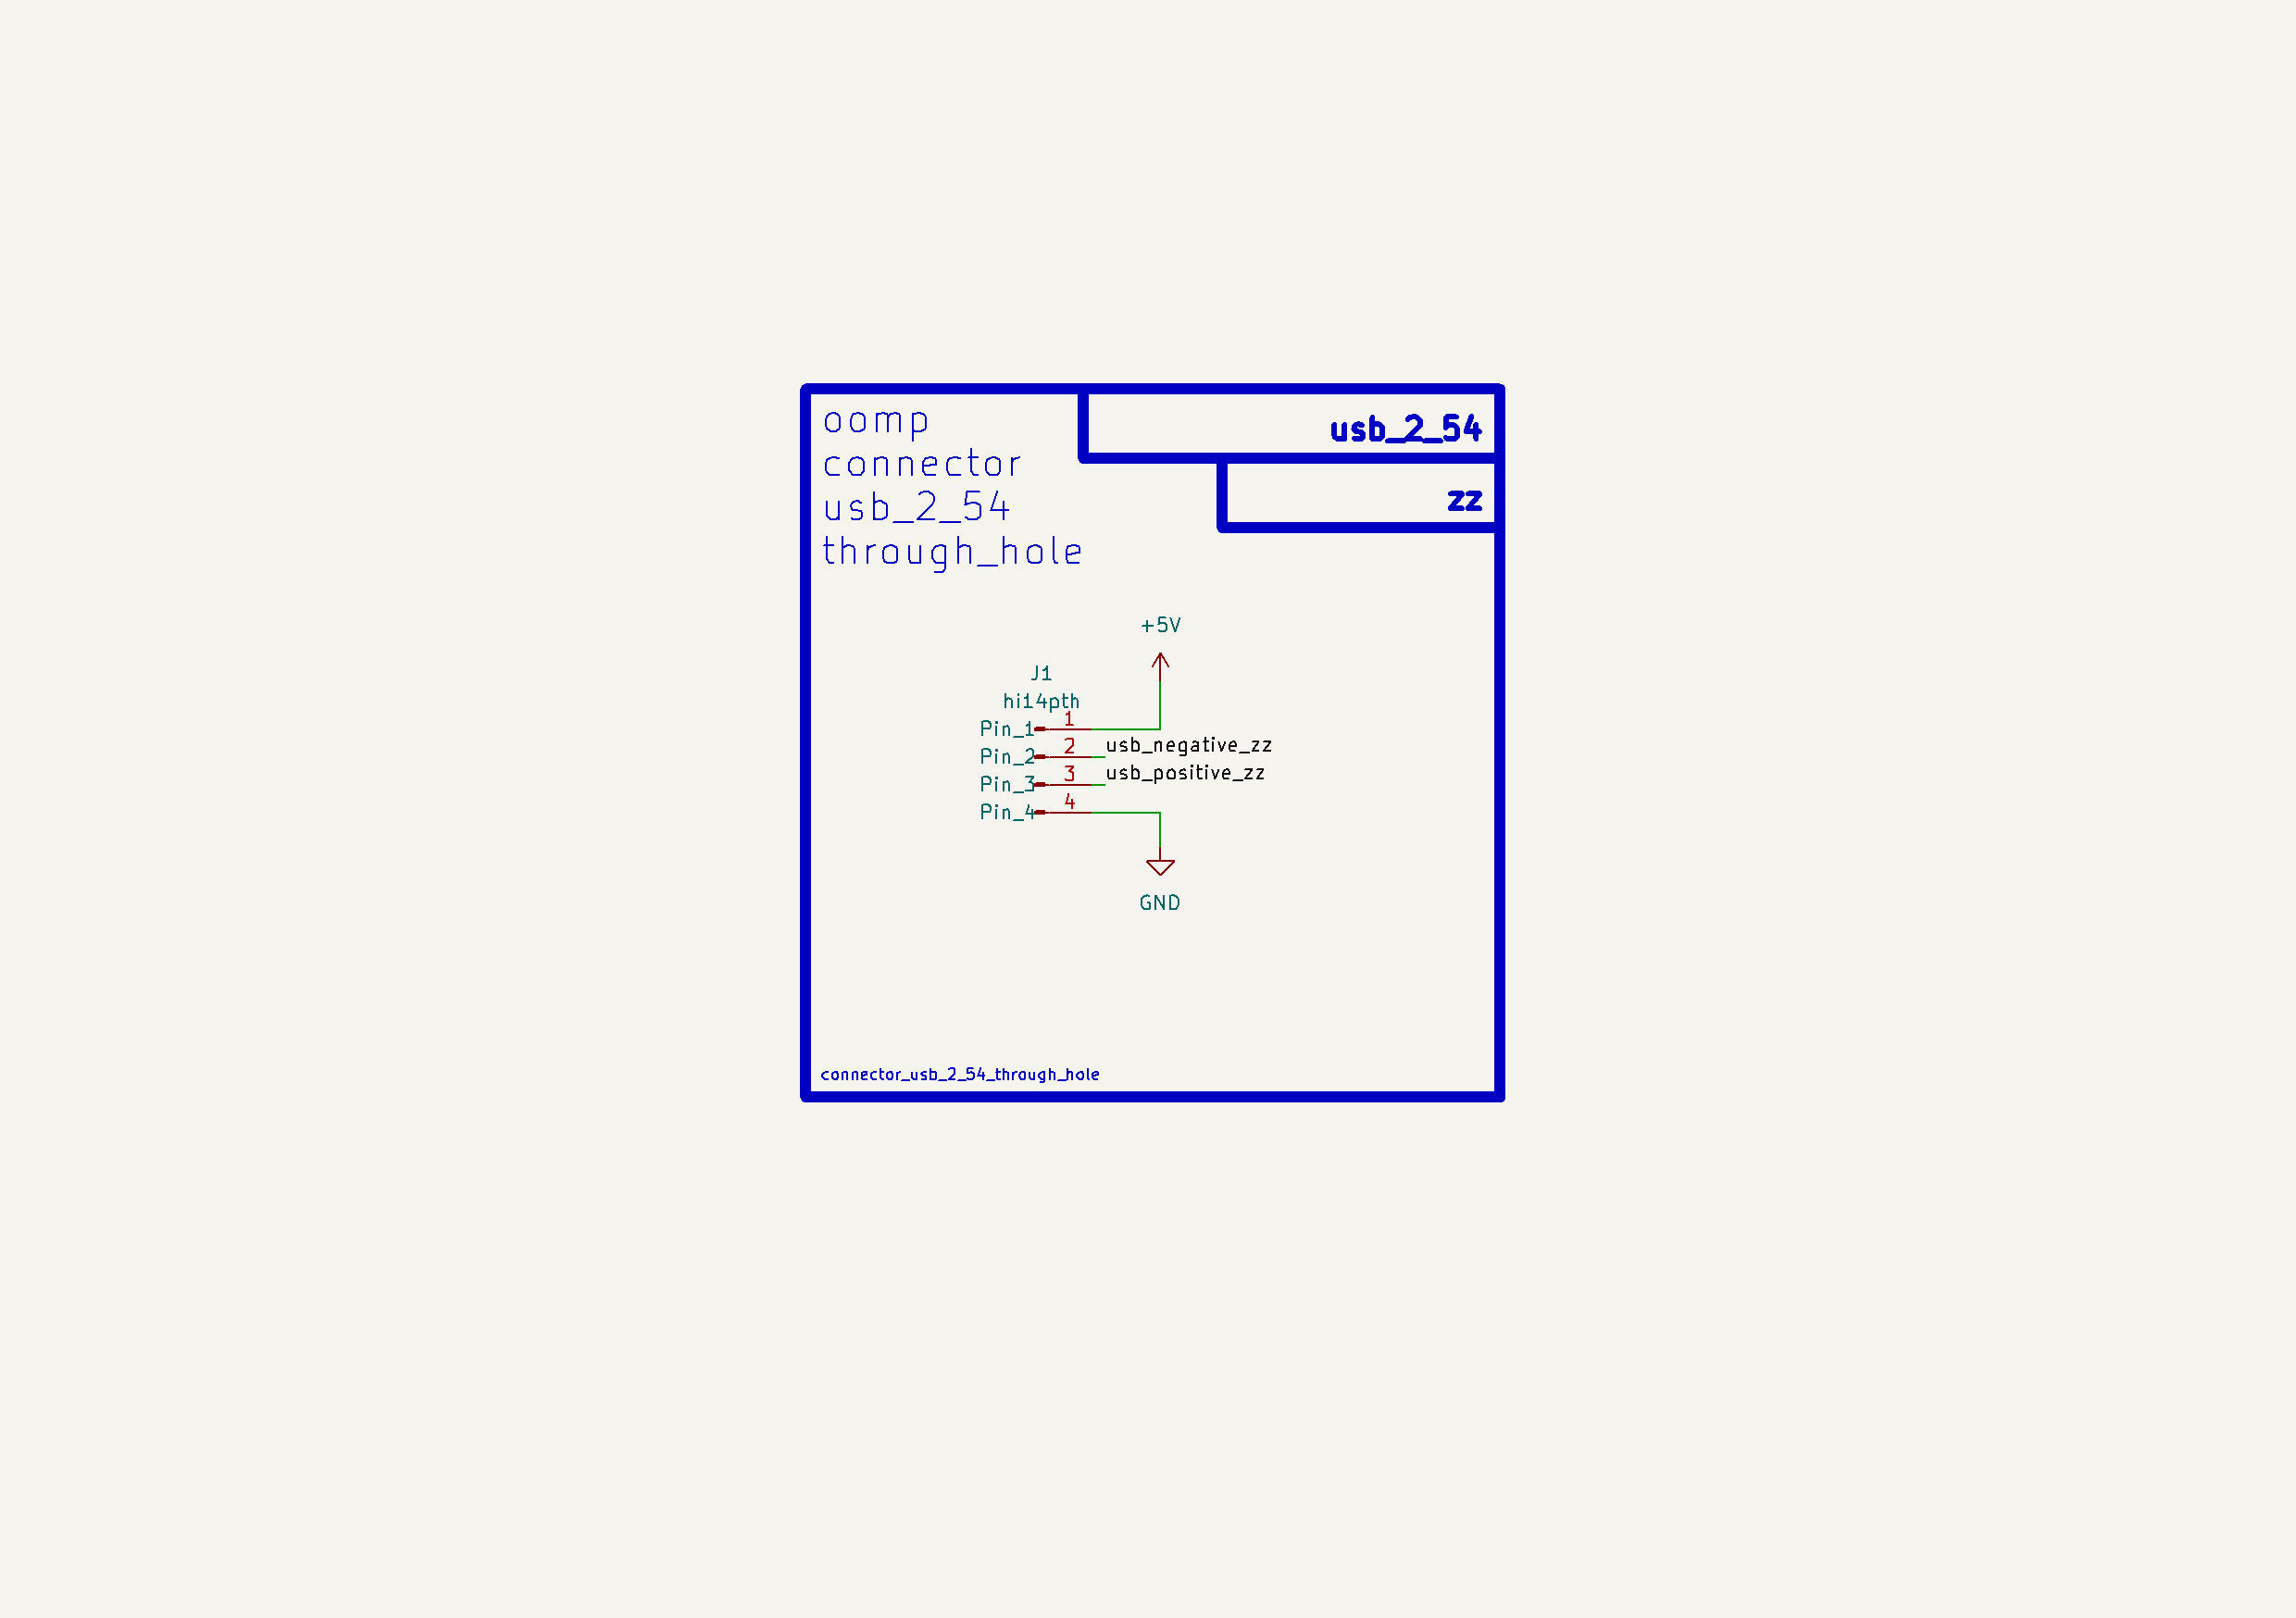 oomp
connector
usb_2_54
through_hole
usb_2_54
zz
+5V
J1
hi14pth
Pin_1 1
Pin_2 2 usb_negative_zz
Pin_3 3 usb_positive_zz
Pin_4 4
GND
connector_usb_2_54_through_hole